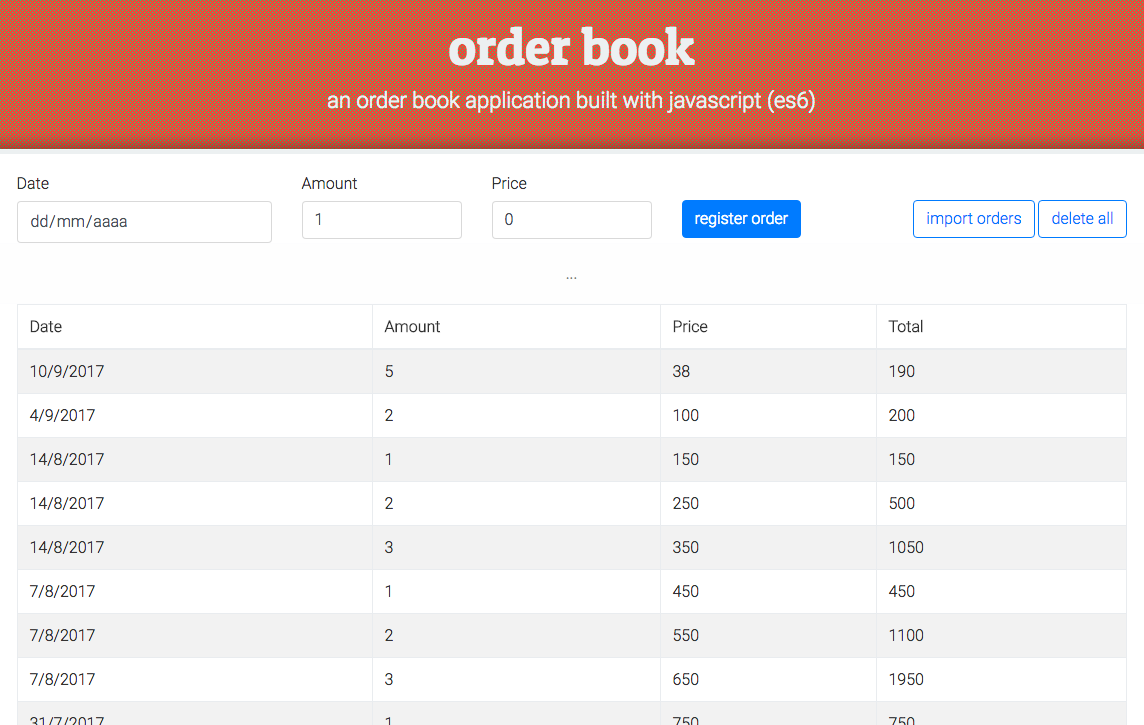 order book
an order book application built with javascript (es6)
Date Amount Price
dd/mm/aaaa 1 0 register order import orders delete all
...
Date Amount Price Total
10/9/2017 5 38 190
4/9/2017 2 100 200
14/8/2017 1 150 150
14/8/2017 2 250 500
14/8/2017 3 350 1050
7/8/2017 1 450 450
7/8/2017 2 550 1100
7/8/2017 3 650 1950
31/7/2017 1 750 750